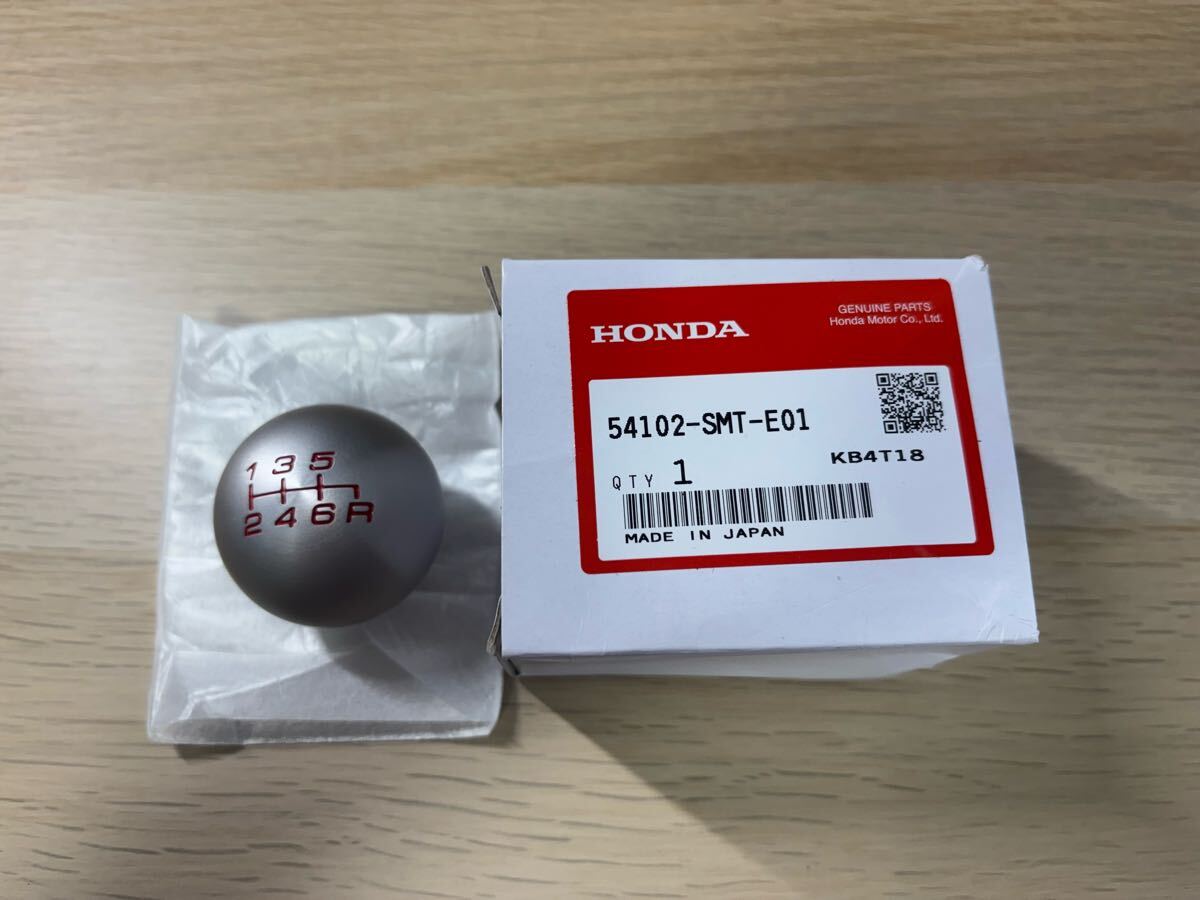 1 3 5
2 4 6 R
HONDA
GENUINE PARTS
Honda Motor Co., Ltd.
54102-SMT-E01
KB4T18
QTY 1
MADE IN JAPAN